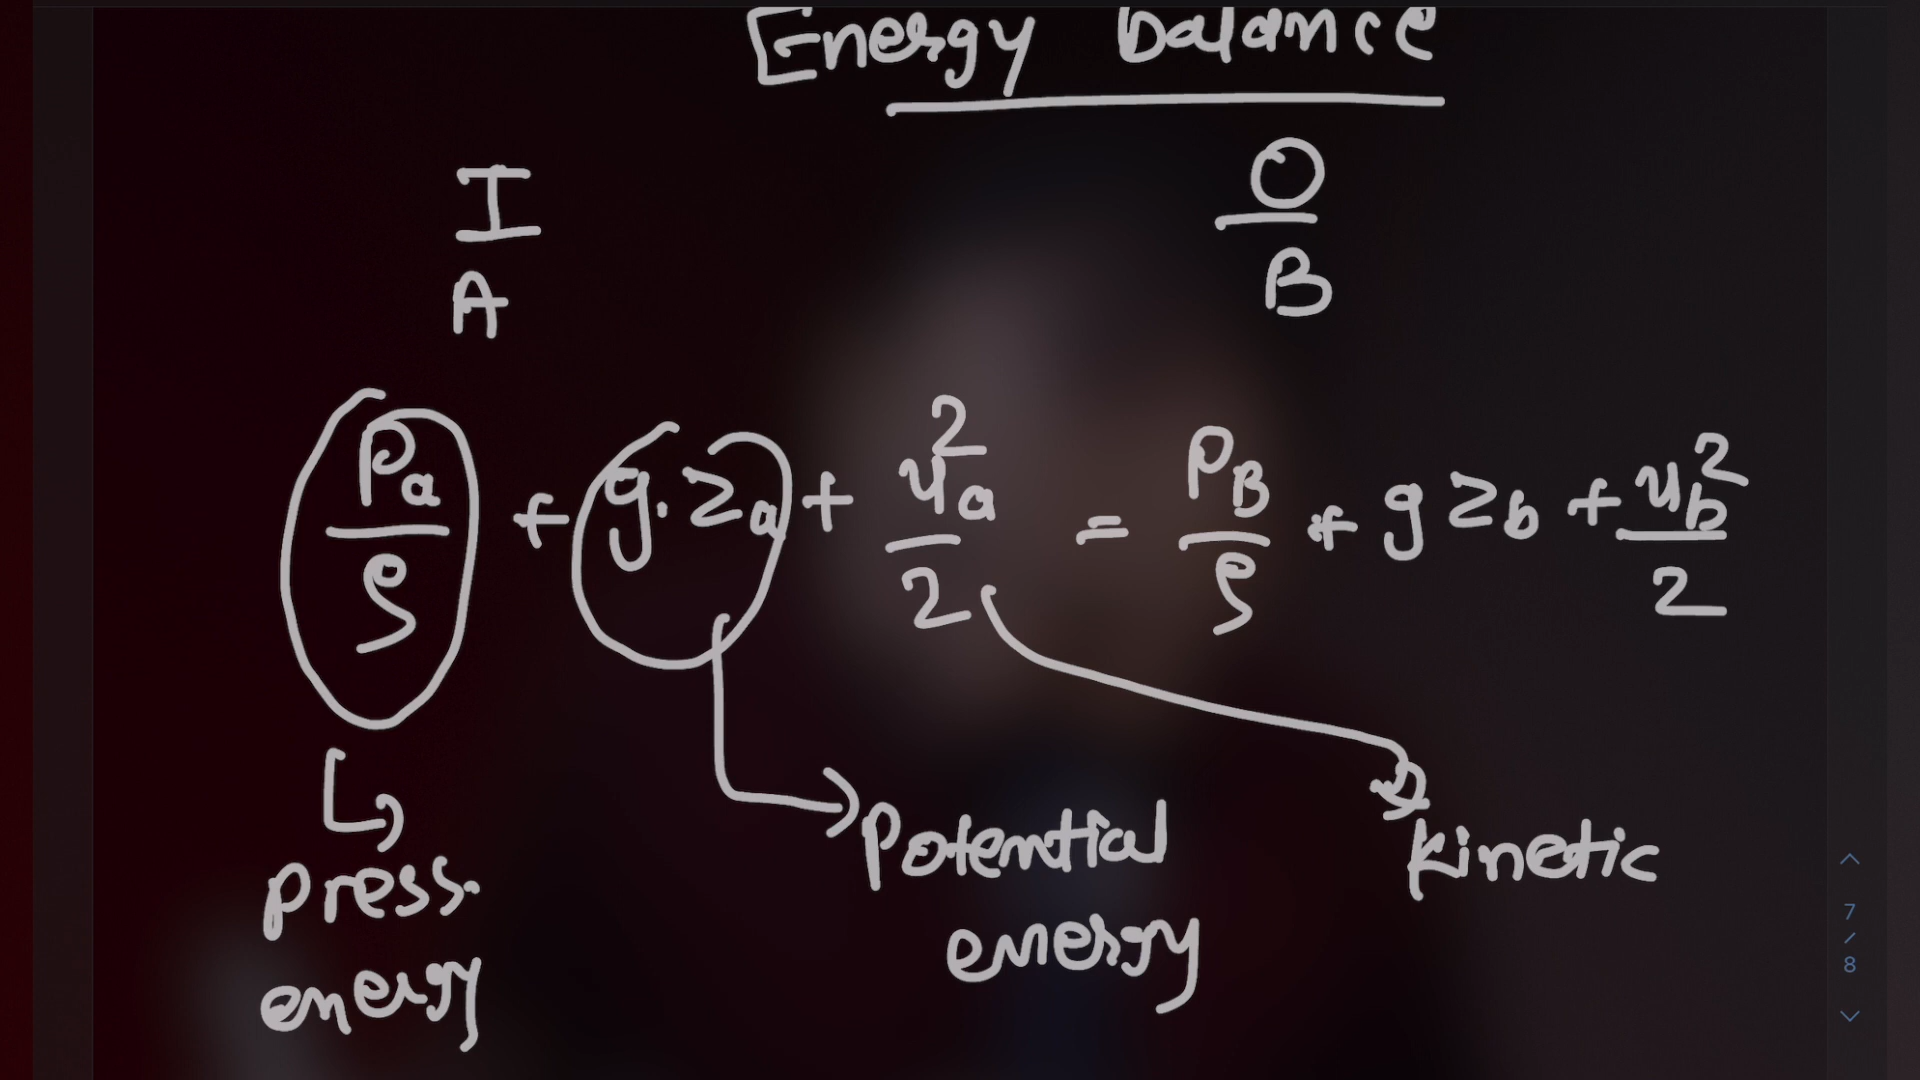 Energy balance
I O
A B
Pa/ρ + g.za + ua²/2 = PB/ρ + g zb + ub²/2
press. energy
Potential energy
kinetic
7
/
8